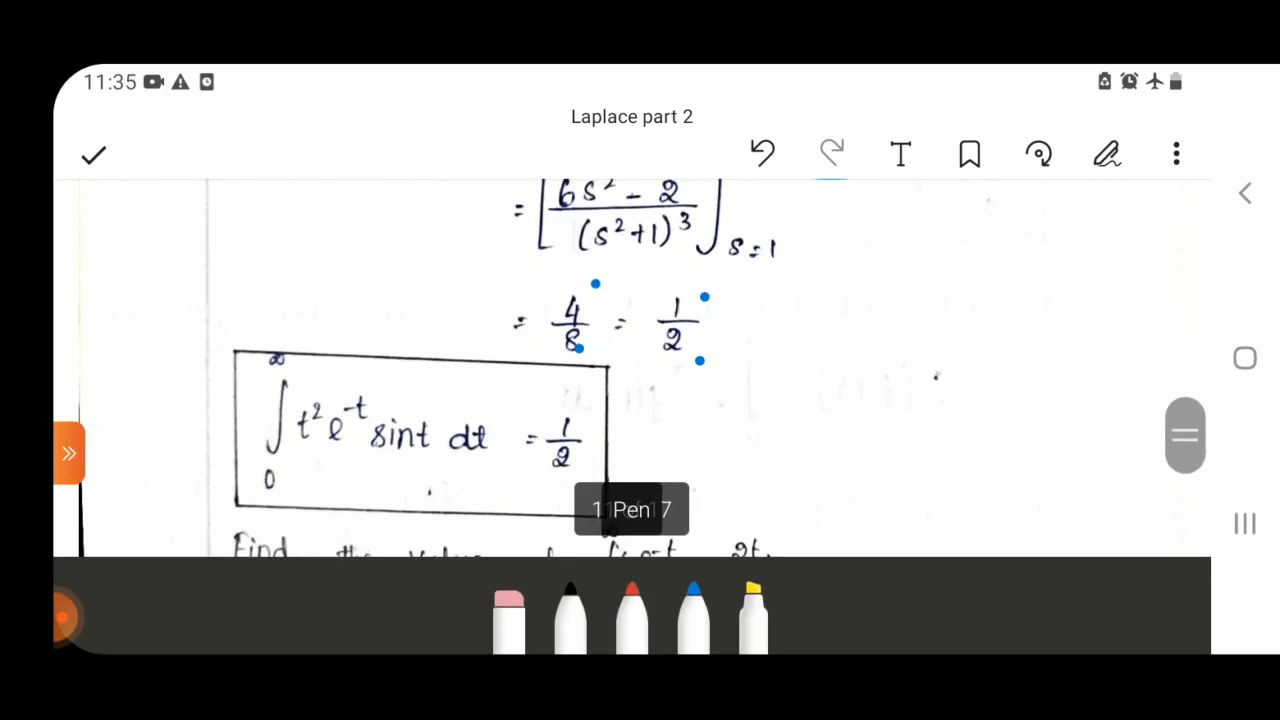 11:35
Laplace part 2
T
= [6s² - 2 / (s²+1)³] s=1
= 4/8 = 1/2
∫₀^∞ t² e^-t sint dt = 1/2
Pen 17
Find the